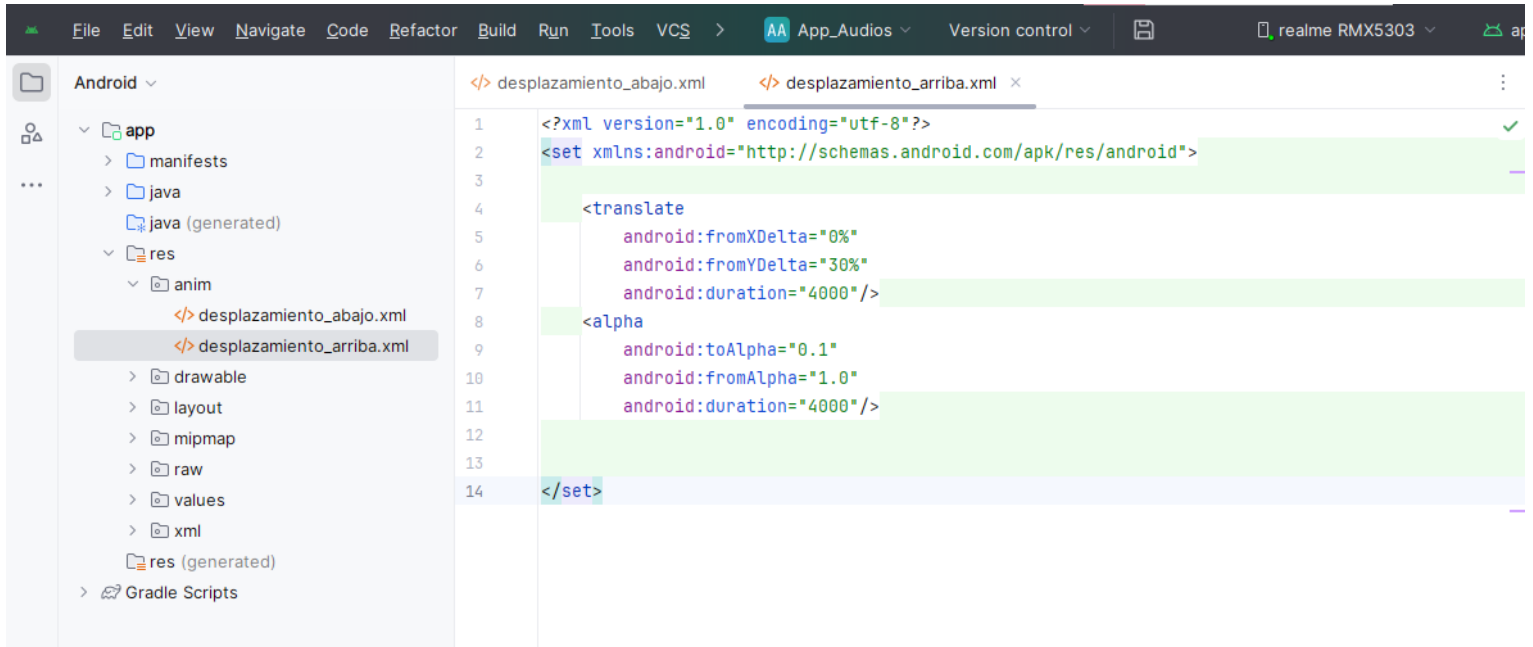 File Edit View Navigate Code Refactor Build Run Tools VCS > AA App_Audios Version control realme RMX5303
Android
desplazamiento_abajo.xml desplazamiento_arriba.xml ×
app
manifests
java
java (generated)
res
anim
desplazamiento_abajo.xml
desplazamiento_arriba.xml
drawable
layout
mipmap
raw
values
xml
res (generated)
Gradle Scripts
1 <?xml version="1.0" encoding="utf-8"?>
2 <set xmlns:android="http://schemas.android.com/apk/res/android">
3
4 <translate
5 android:fromXDelta="0%"
6 android:fromYDelta="30%"
7 android:duration="4000"/>
8 <alpha
9 android:toAlpha="0.1"
10 android:fromAlpha="1.0"
11 android:duration="4000"/>
12
13
14 </set>